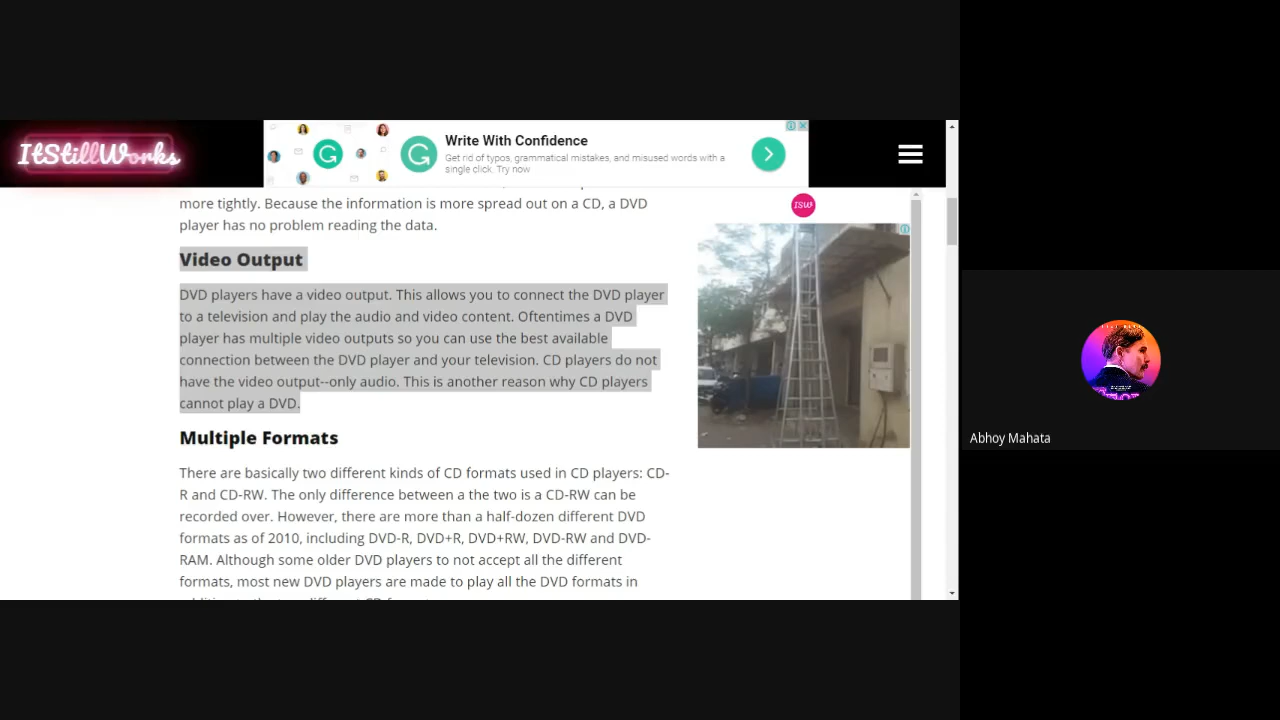 ItStillWorks
Write With Confidence
Get rid of typos, grammatical mistakes, and misused words with a
single click. Try now
more tightly. Because the information is more spread out on a CD, a DVD
player has no problem reading the data.
ISW
Video Output
DVD players have a video output. This allows you to connect the DVD player
to a television and play the audio and video content. Oftentimes a DVD
player has multiple video outputs so you can use the best available
connection between the DVD player and your television. CD players do not
have the video output--only audio. This is another reason why CD players
cannot play a DVD.
Multiple Formats
There are basically two different kinds of CD formats used in CD players: CD-
R and CD-RW. The only difference between a the two is a CD-RW can be
recorded over. However, there are more than a half-dozen different DVD
formats as of 2010, including DVD-R, DVD+R, DVD+RW, DVD-RW and DVD-
RAM. Although some older DVD players to not accept all the different
formats, most new DVD players are made to play all the DVD formats in
Abhoy Mahata